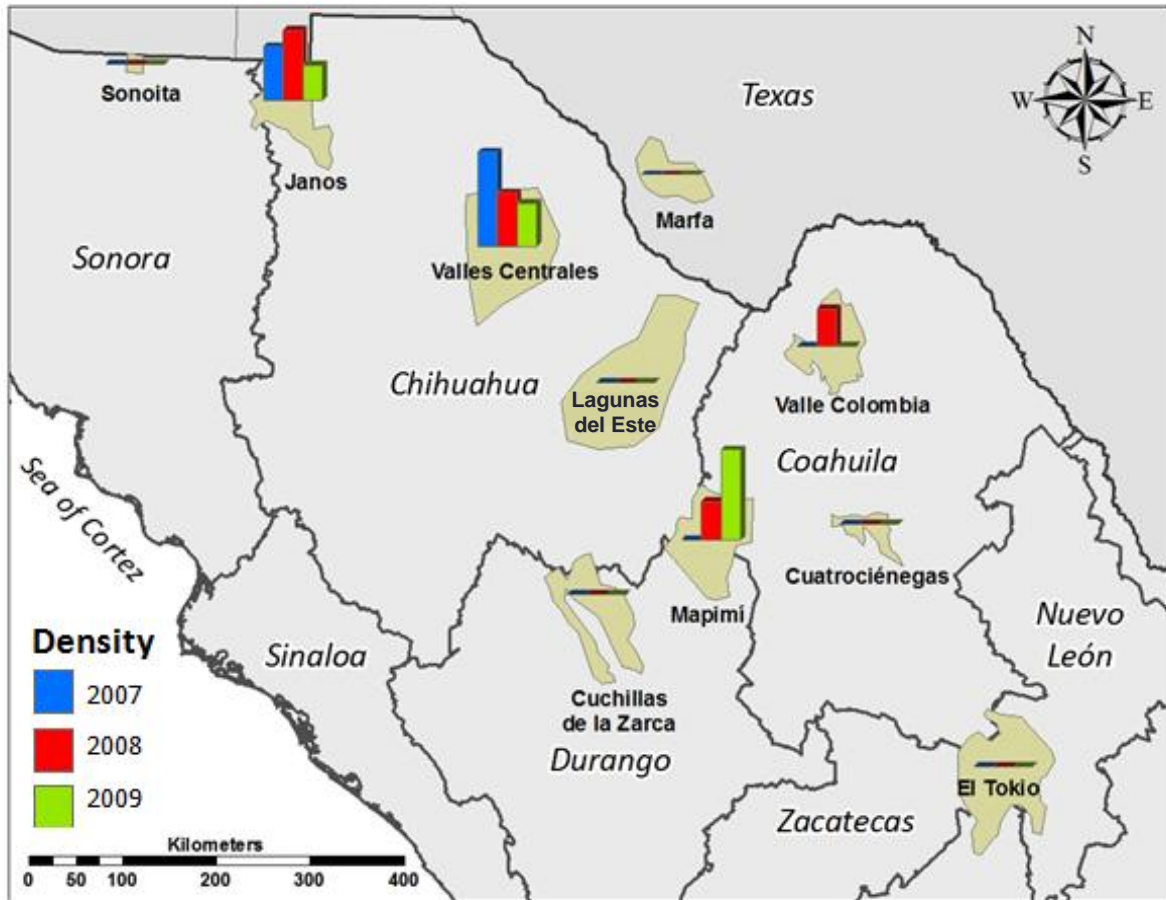 N
W E
S
Sonoita
Janos
Texas
Marfa
Sonora
Valles Centrales
Chihuahua
Lagunas
del Este
Valle Colombia
Coahuila
Sea of Cortez
Cuatrociénegas
Mapimí
Nuevo
León
Sinaloa
Cuchillas
de la Zarca
Durango
El Tokio
Zacatecas
Density
2007
2008
2009
Kilometers
0 50 100 200 300 400